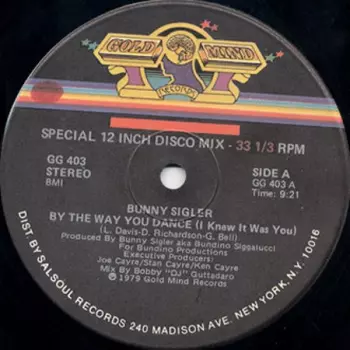 GOLD MIND
Records
SPECIAL 12 INCH DISCO MIX - 33 1/3 RPM
GG 403
STEREO
BMI
SIDE A
GG 403 A
Time: 9:21
BUNNY SIGLER
BY THE WAY YOU DANCE (I Knew It Was You)
(L. Davis-D. Richardson-G. Bell)
Produced By Bunny Sigler aka Bundino Siggalucci
For Bundino Productions
Executive Producers:
Joe Cayre/Stan Cayre/Ken Cayre
Mix By Bobby "DJ" Guttadaro
© 1979 Gold Mind Records
DIST. BY SALSOUL RECORDS 240 MADISON AVE. NEW YORK, N.Y. 10016